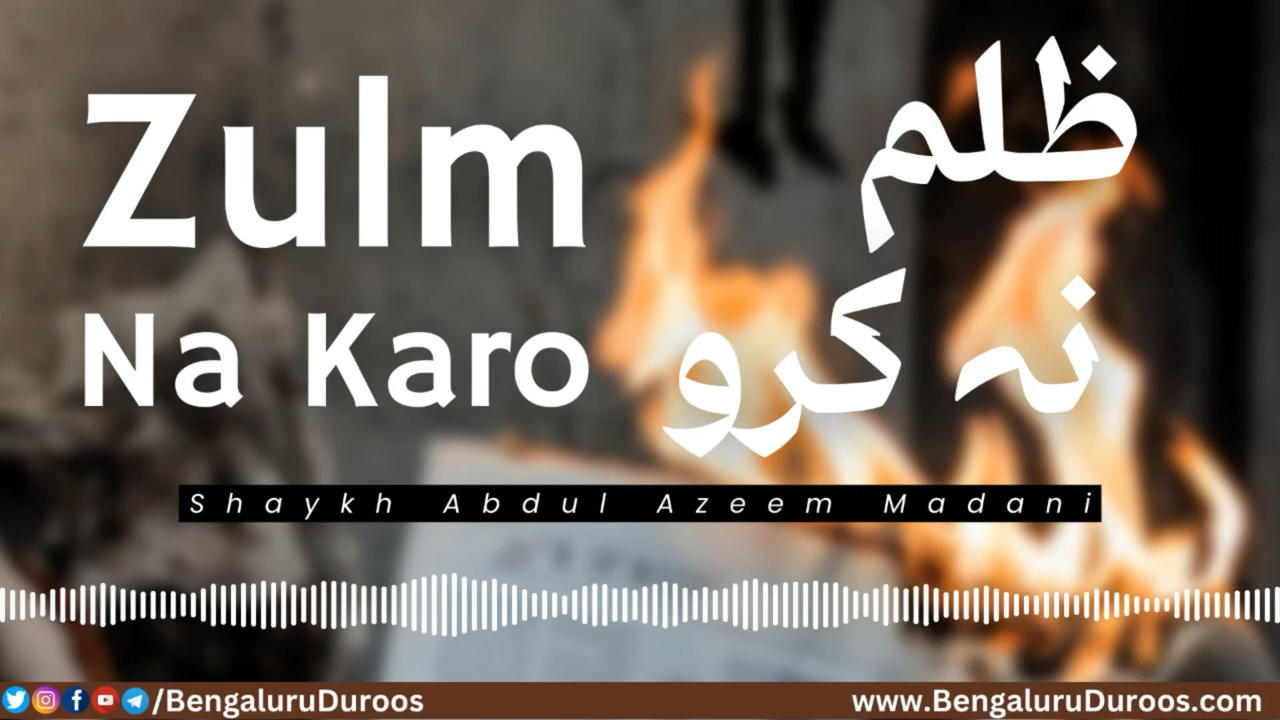 Zulm
Na Karo
ظلم
نہ کرو
Shaykh Abdul Azeem Madani
/BengaluruDuroos
www.BengaluruDuroos.com